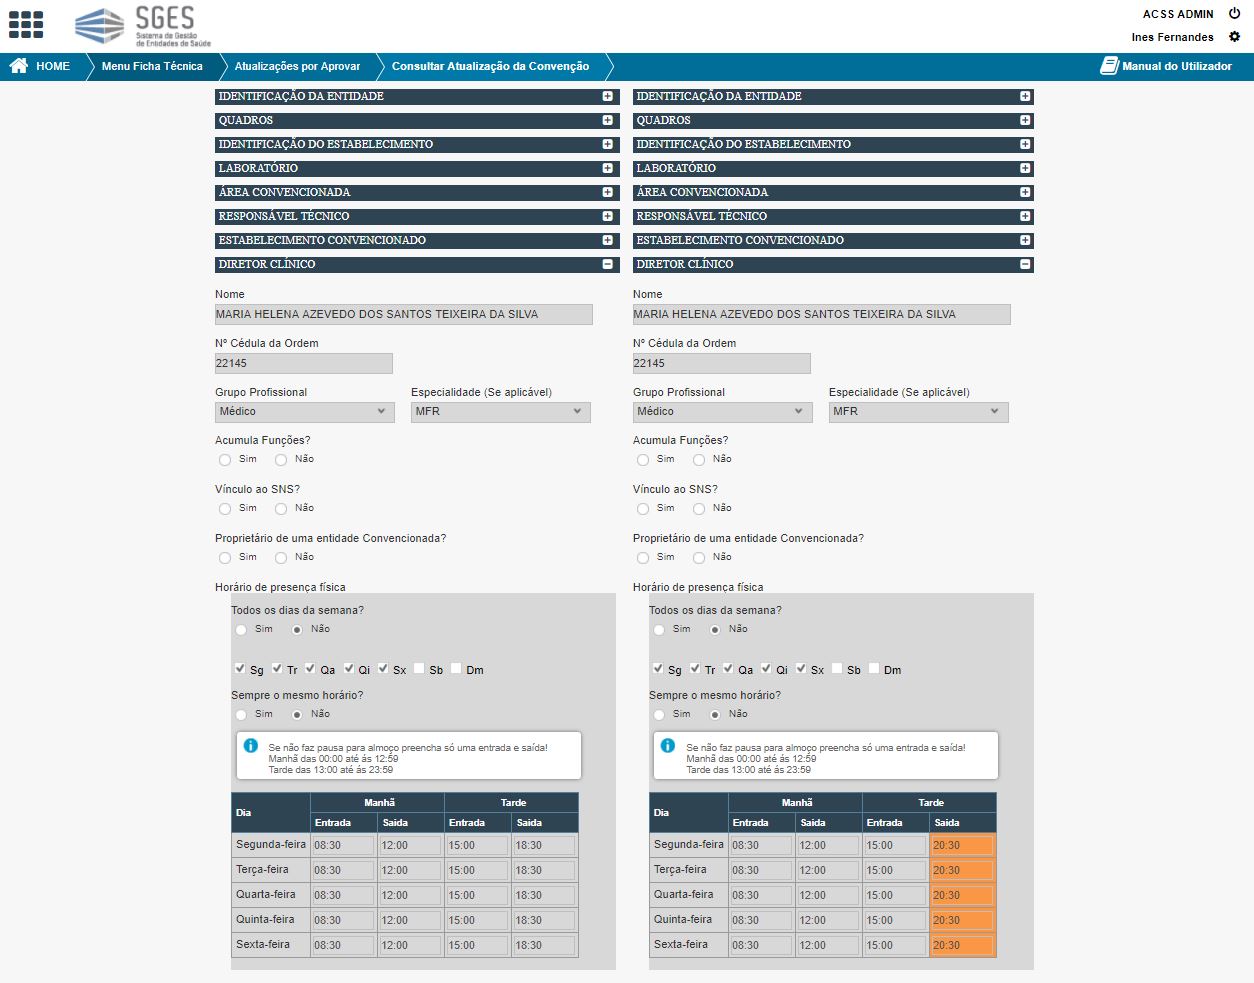 SGES
Sistema de Gestão
de Entidades de Saúde
ACSS ADMIN
Ines Fernandes
HOME
Menu Ficha Técnica
Atualizações por Aprovar
Consultar Atualização da Convenção
Manual do Utilizador
IDENTIFICAÇÃO DA ENTIDADE
QUADROS
IDENTIFICAÇÃO DO ESTABELECIMENTO
LABORATÓRIO
ÁREA CONVENCIONADA
RESPONSÁVEL TÉCNICO
ESTABELECIMENTO CONVENCIONADO
DIRETOR CLÍNICO
Nome
MARIA HELENA AZEVEDO DOS SANTOS TEIXEIRA DA SILVA
Nº Cédula da Ordem
22145
Grupo Profissional Especialidade (Se aplicável)
Médico MFR
Acumula Funções?
Sim Não
Vínculo ao SNS?
Sim Não
Proprietário de uma entidade Convencionada?
Sim Não
Horário de presença física
Todos os dias da semana?
Sim Não
Sg Tr Qa Qi Sx Sb Dm
Sempre o mesmo horário?
Sim Não
Se não faz pausa para almoço preencha só uma entrada e saída!
Manhã das 00:00 até ás 12:59
Tarde das 13:00 até ás 23:59
Dia Manhã Tarde
Entrada Saída Entrada Saída
Segunda-feira 08:30 12:00 15:00 18:30
Terça-feira 08:30 12:00 15:00 18:30
Quarta-feira 08:30 12:00 15:00 18:30
Quinta-feira 08:30 12:00 15:00 18:30
Sexta-feira 08:30 12:00 15:00 18:30
IDENTIFICAÇÃO DA ENTIDADE
QUADROS
IDENTIFICAÇÃO DO ESTABELECIMENTO
LABORATÓRIO
ÁREA CONVENCIONADA
RESPONSÁVEL TÉCNICO
ESTABELECIMENTO CONVENCIONADO
DIRETOR CLÍNICO
Nome
MARIA HELENA AZEVEDO DOS SANTOS TEIXEIRA DA SILVA
Nº Cédula da Ordem
22145
Grupo Profissional Especialidade (Se aplicável)
Médico MFR
Acumula Funções?
Sim Não
Vínculo ao SNS?
Sim Não
Proprietário de uma entidade Convencionada?
Sim Não
Horário de presença física
Todos os dias da semana?
Sim Não
Sg Tr Qa Qi Sx Sb Dm
Sempre o mesmo horário?
Sim Não
Se não faz pausa para almoço preencha só uma entrada e saída!
Manhã das 00:00 até ás 12:59
Tarde das 13:00 até ás 23:59
Dia Manhã Tarde
Entrada Saída Entrada Saída
Segunda-feira 08:30 12:00 15:00 20:30
Terça-feira 08:30 12:00 15:00 20:30
Quarta-feira 08:30 12:00 15:00 20:30
Quinta-feira 08:30 12:00 15:00 20:30
Sexta-feira 08:30 12:00 15:00 20:30